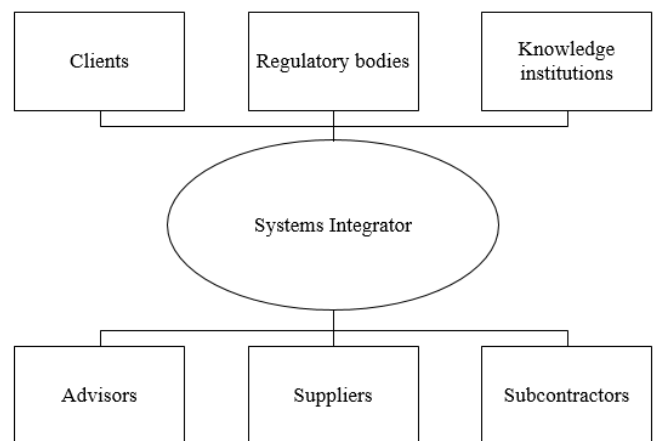 Clients
Regulatory bodies
Knowledge
institutions
Systems Integrator
Advisors
Suppliers
Subcontractors